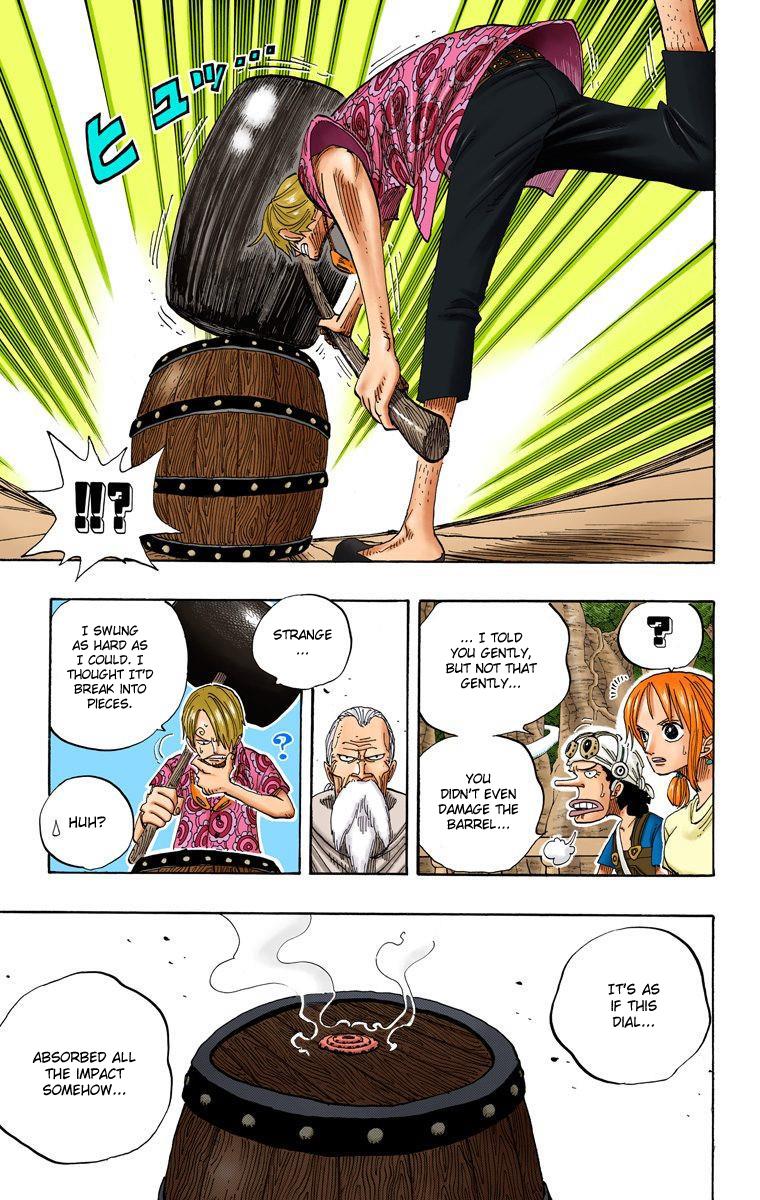 ヒュッ...
!!?
?
... I TOLD
YOU GENTLY,
BUT NOT THAT
GENTLY...
YOU
DIDN'T EVEN
DAMAGE THE
BARREL...
STRANGE
...
I SWUNG
AS HARD AS
I COULD. I
THOUGHT IT'D
BREAK INTO
PIECES.
?
HUH?
IT'S AS
IF THIS
DIAL...
ABSORBED ALL
THE IMPACT
SOMEHOW...